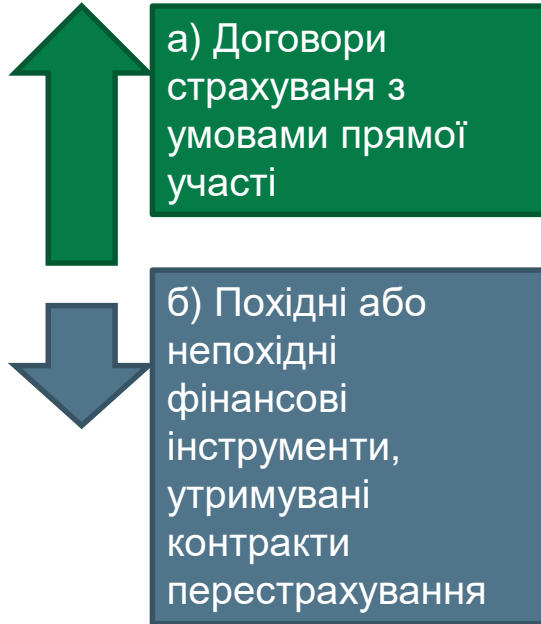 а) Договори
страхуваня з
умовами прямої
участі
б) Похідні або
непохідні
фінансові
інструменти,
утримувані
контракти
перестрахування